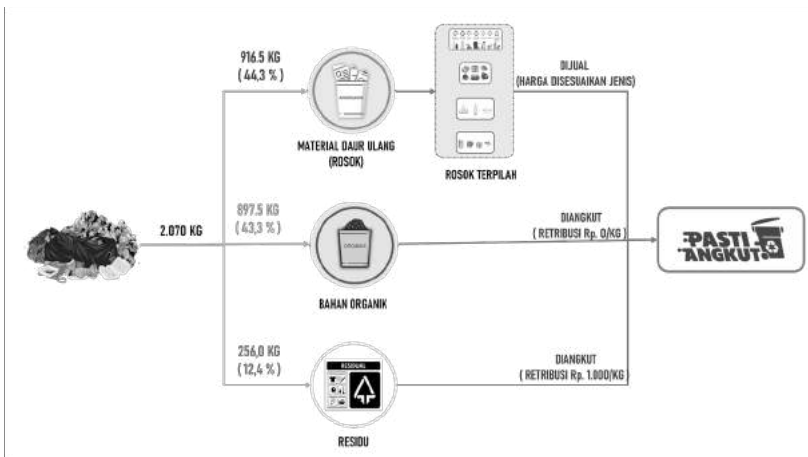 916.5 KG
( 44,3 % )
MATERIAL DAUR ULANG
(ROSOK)
ROSOK TERPILAH
DIJUAL
(HARGA DISESUAIKAN JENIS)
2.070 KG
897.5 KG
(43,3 %)
ORGANIK
BAHAN ORGANIK
DIANGKUT
( RETRIBUSI Rp. 0/KG )
PASTI
ANGKUT
256,0 KG
(12,4 %)
RESIDU
DIANGKUT
( RETRIBUSI Rp. 1.000/KG )